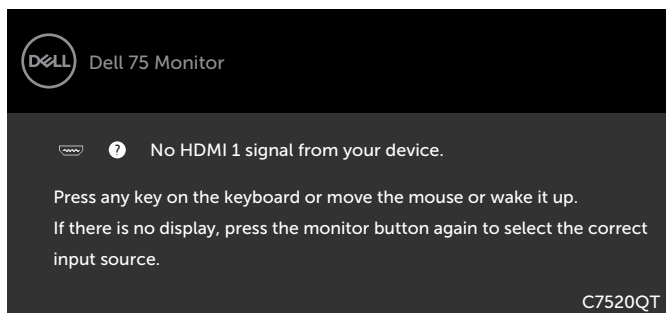 DELL Dell 75 Monitor
? No HDMI 1 signal from your device.
Press any key on the keyboard or move the mouse or wake it up.
If there is no display, press the monitor button again to select the correct
input source.
C7520QT